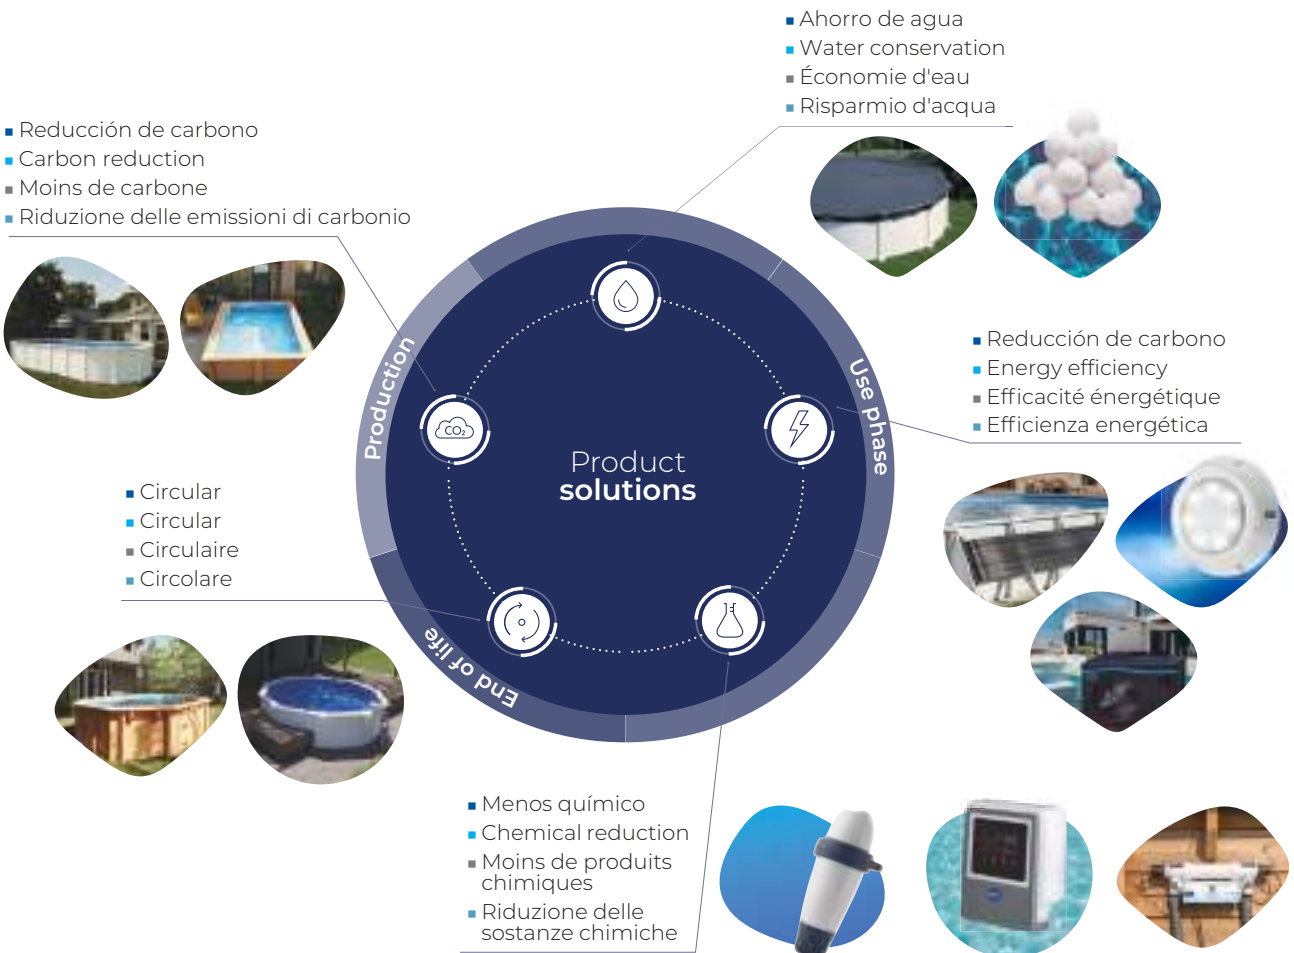 Ahorro de agua
Water conservation
Économie d'eau
Risparmio d'acqua
Reducción de carbono
Carbon reduction
Moins de carbone
Riduzione delle emissioni di carbonio
Reducción de carbono
Energy efficiency
Efficacité énergétique
Efficienza energética
Production
Use phase
CO₂
Product
solutions
Circular
Circular
Circulaire
Circolare
End of life
Menos químico
Chemical reduction
Moins de produits
chimiques
Riduzione delle
sostanze chimiche